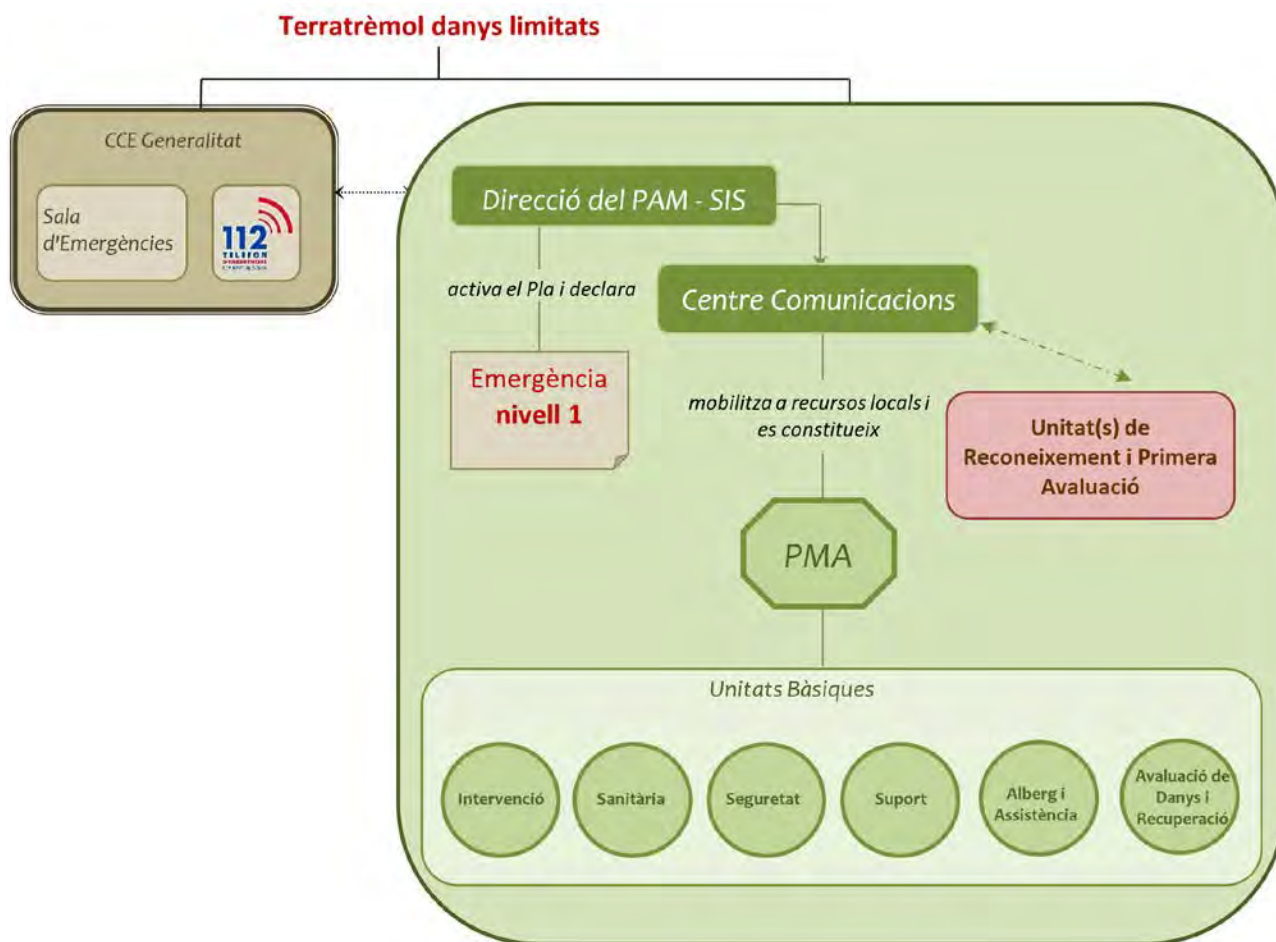 Terratrèmol danys limitats
CCE Generalitat
Sala
d'Emergències
112
TELÈFON
Direcció del PAM - SIS
activa el Pla i declara
Centre Comunicacions
Emergència
nivell 1
mobilitza a recursos locals i
es constitueix
Unitat(s) de
Reconeixement i Primera
Avaluació
PMA
Unitats Bàsiques
Intervenció
Sanitària
Seguretat
Suport
Alberg i
Assistència
Avaluació de
Danys i
Recuperació